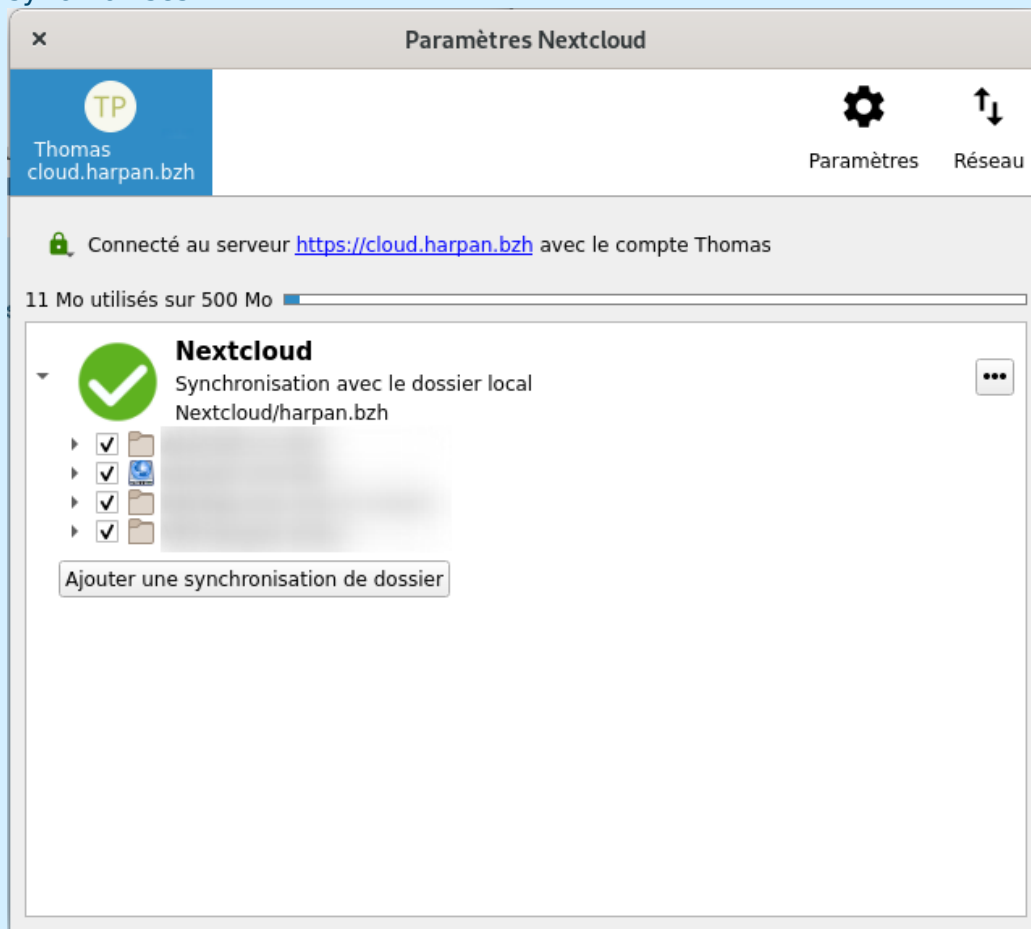 Paramètres Nextcloud
TP
Thomas
cloud.harpan.bzh
Paramètres
Réseau
Connecté au serveur https://cloud.harpan.bzh avec le compte Thomas
11 Mo utilisés sur 500 Mo
Nextcloud
Synchronisation avec le dossier local
Nextcloud/harpan.bzh
Ajouter une synchronisation de dossier